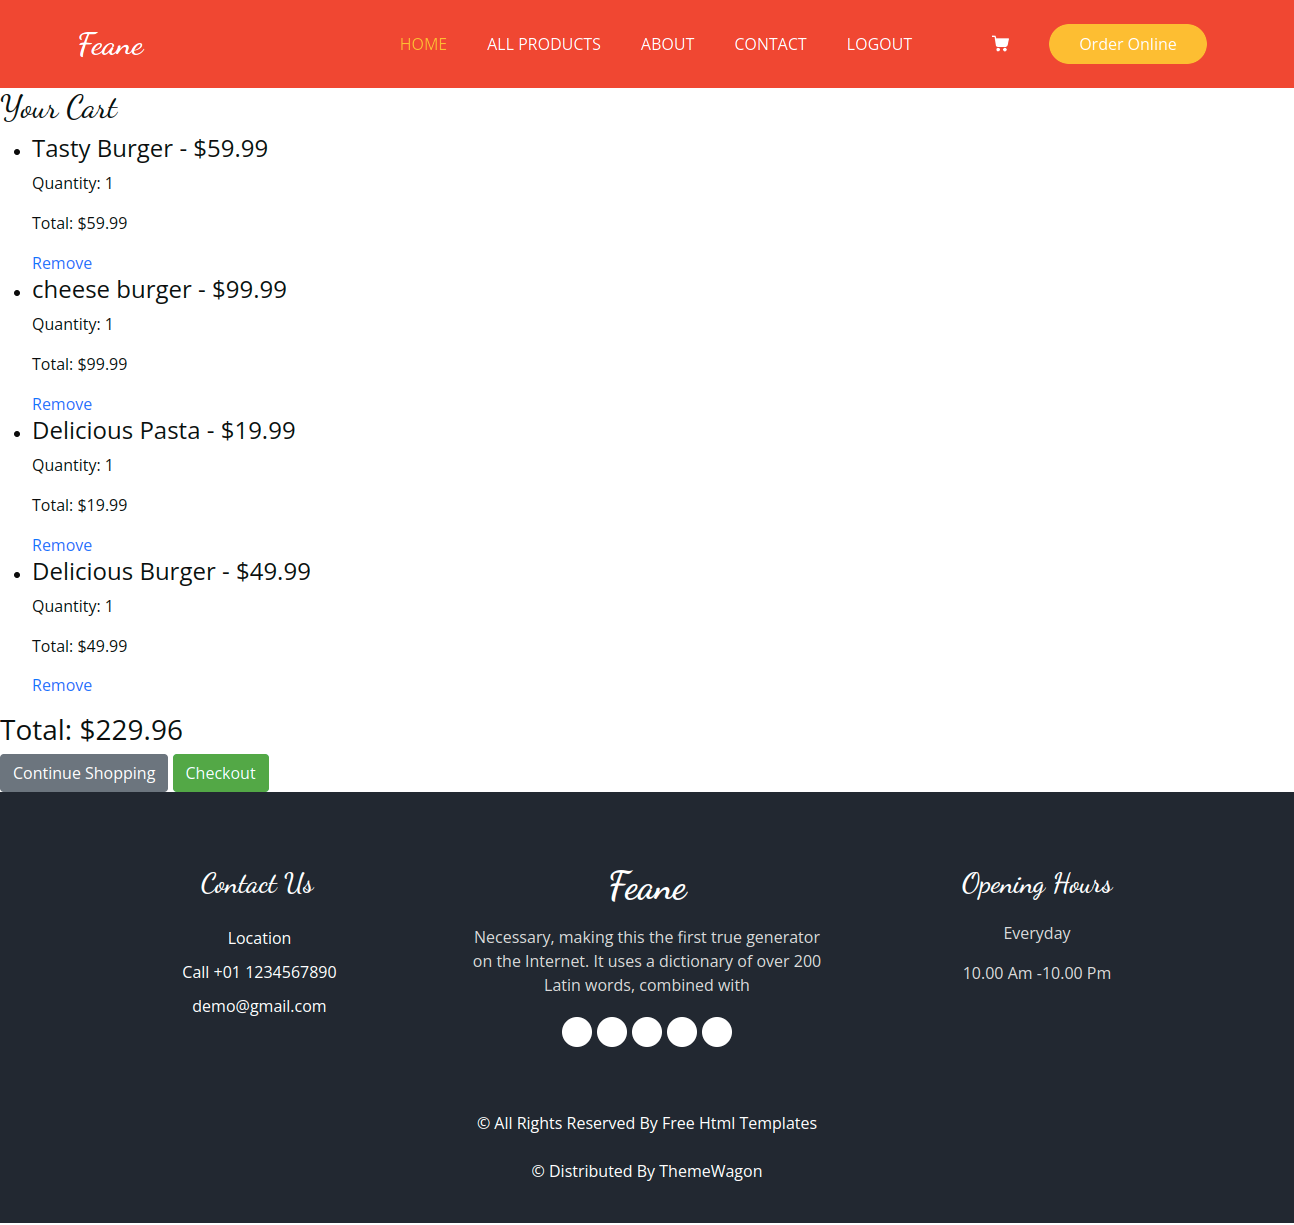 Feane
HOME ALL PRODUCTS ABOUT CONTACT LOGOUT Order Online
Your Cart
Tasty Burger - $59.99
Quantity: 1
Total: $59.99
Remove
cheese burger - $99.99
Quantity: 1
Total: $99.99
Remove
Delicious Pasta - $19.99
Quantity: 1
Total: $19.99
Remove
Delicious Burger - $49.99
Quantity: 1
Total: $49.99
Remove
Total: $229.96
Continue Shopping Checkout
Contact Us
Location
Call +01 1234567890
demo@gmail.com
Feane
Necessary, making this the first true generator
on the Internet. It uses a dictionary of over 200
Latin words, combined with
Opening Hours
Everyday
10.00 Am -10.00 Pm
© All Rights Reserved By Free Html Templates
© Distributed By ThemeWagon